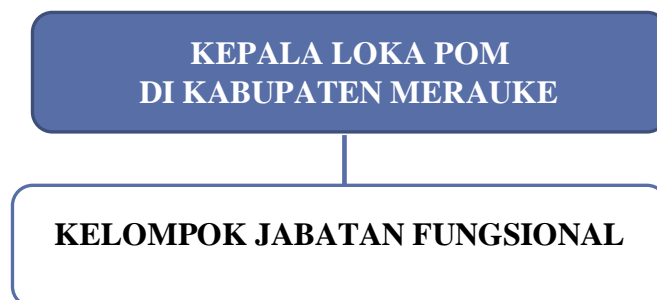 KEPALA LOKA POM
DI KABUPATEN MERAUKE
KELOMPOK JABATAN FUNGSIONAL